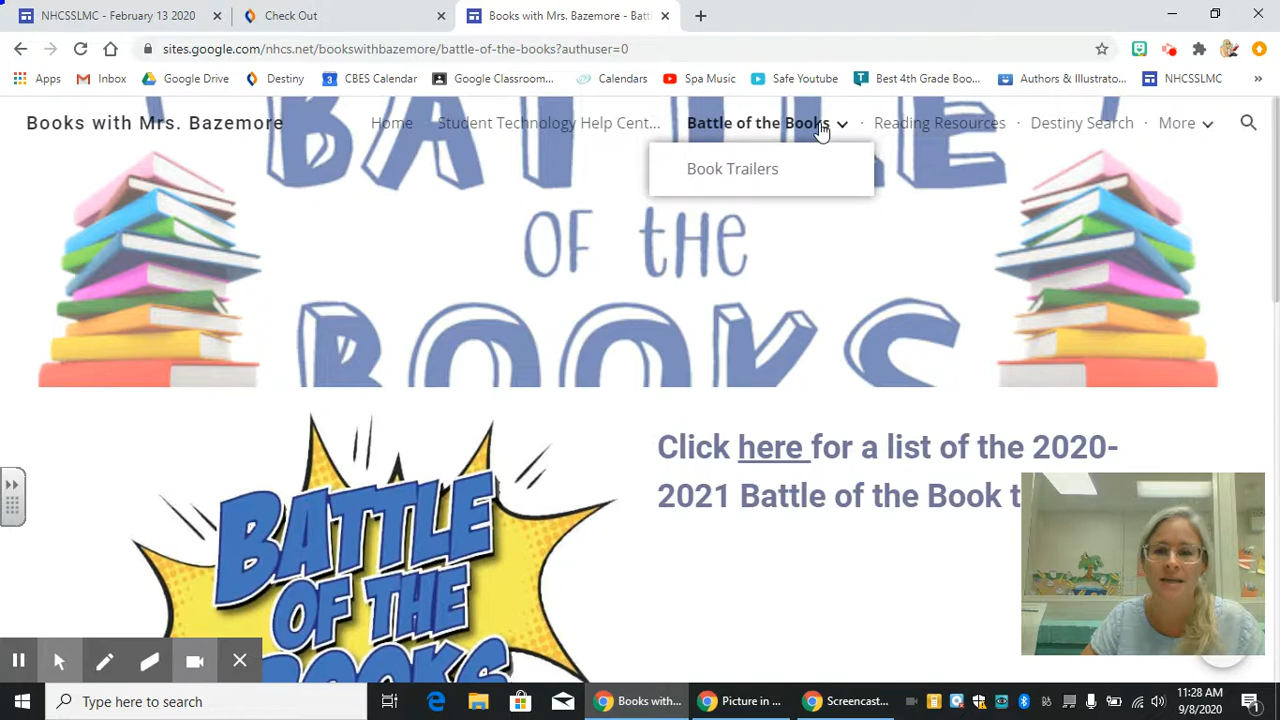 NHCSSLMC - February 13 2020
Check Out
Books with Mrs. Bazemore - Batt
sites.google.com/nhcs.net/bookswithbazemore/battle-of-the-books?authuser=0
Apps
Inbox
Google Drive
Destiny
CBES Calendar
Google Classroom...
Calendars
Spa Music
Safe Youtube
Best 4th Grade Boo...
Authors & Illustrato...
NHCSSLMC
»
Books with Mrs. Bazemore
Home
Student Technology Help Cent...
Battle of the Books
Reading Resources
Destiny Search
More
Book Trailers
BATTLE
OF tHE
BOOKS
Click here for a list of the 2020-
2021 Battle of the Book t
BATTLE
OF THE
BOOKS
Type here to search
Books with...
Picture in ...
Screencast...
11:28 AM
9/8/2020